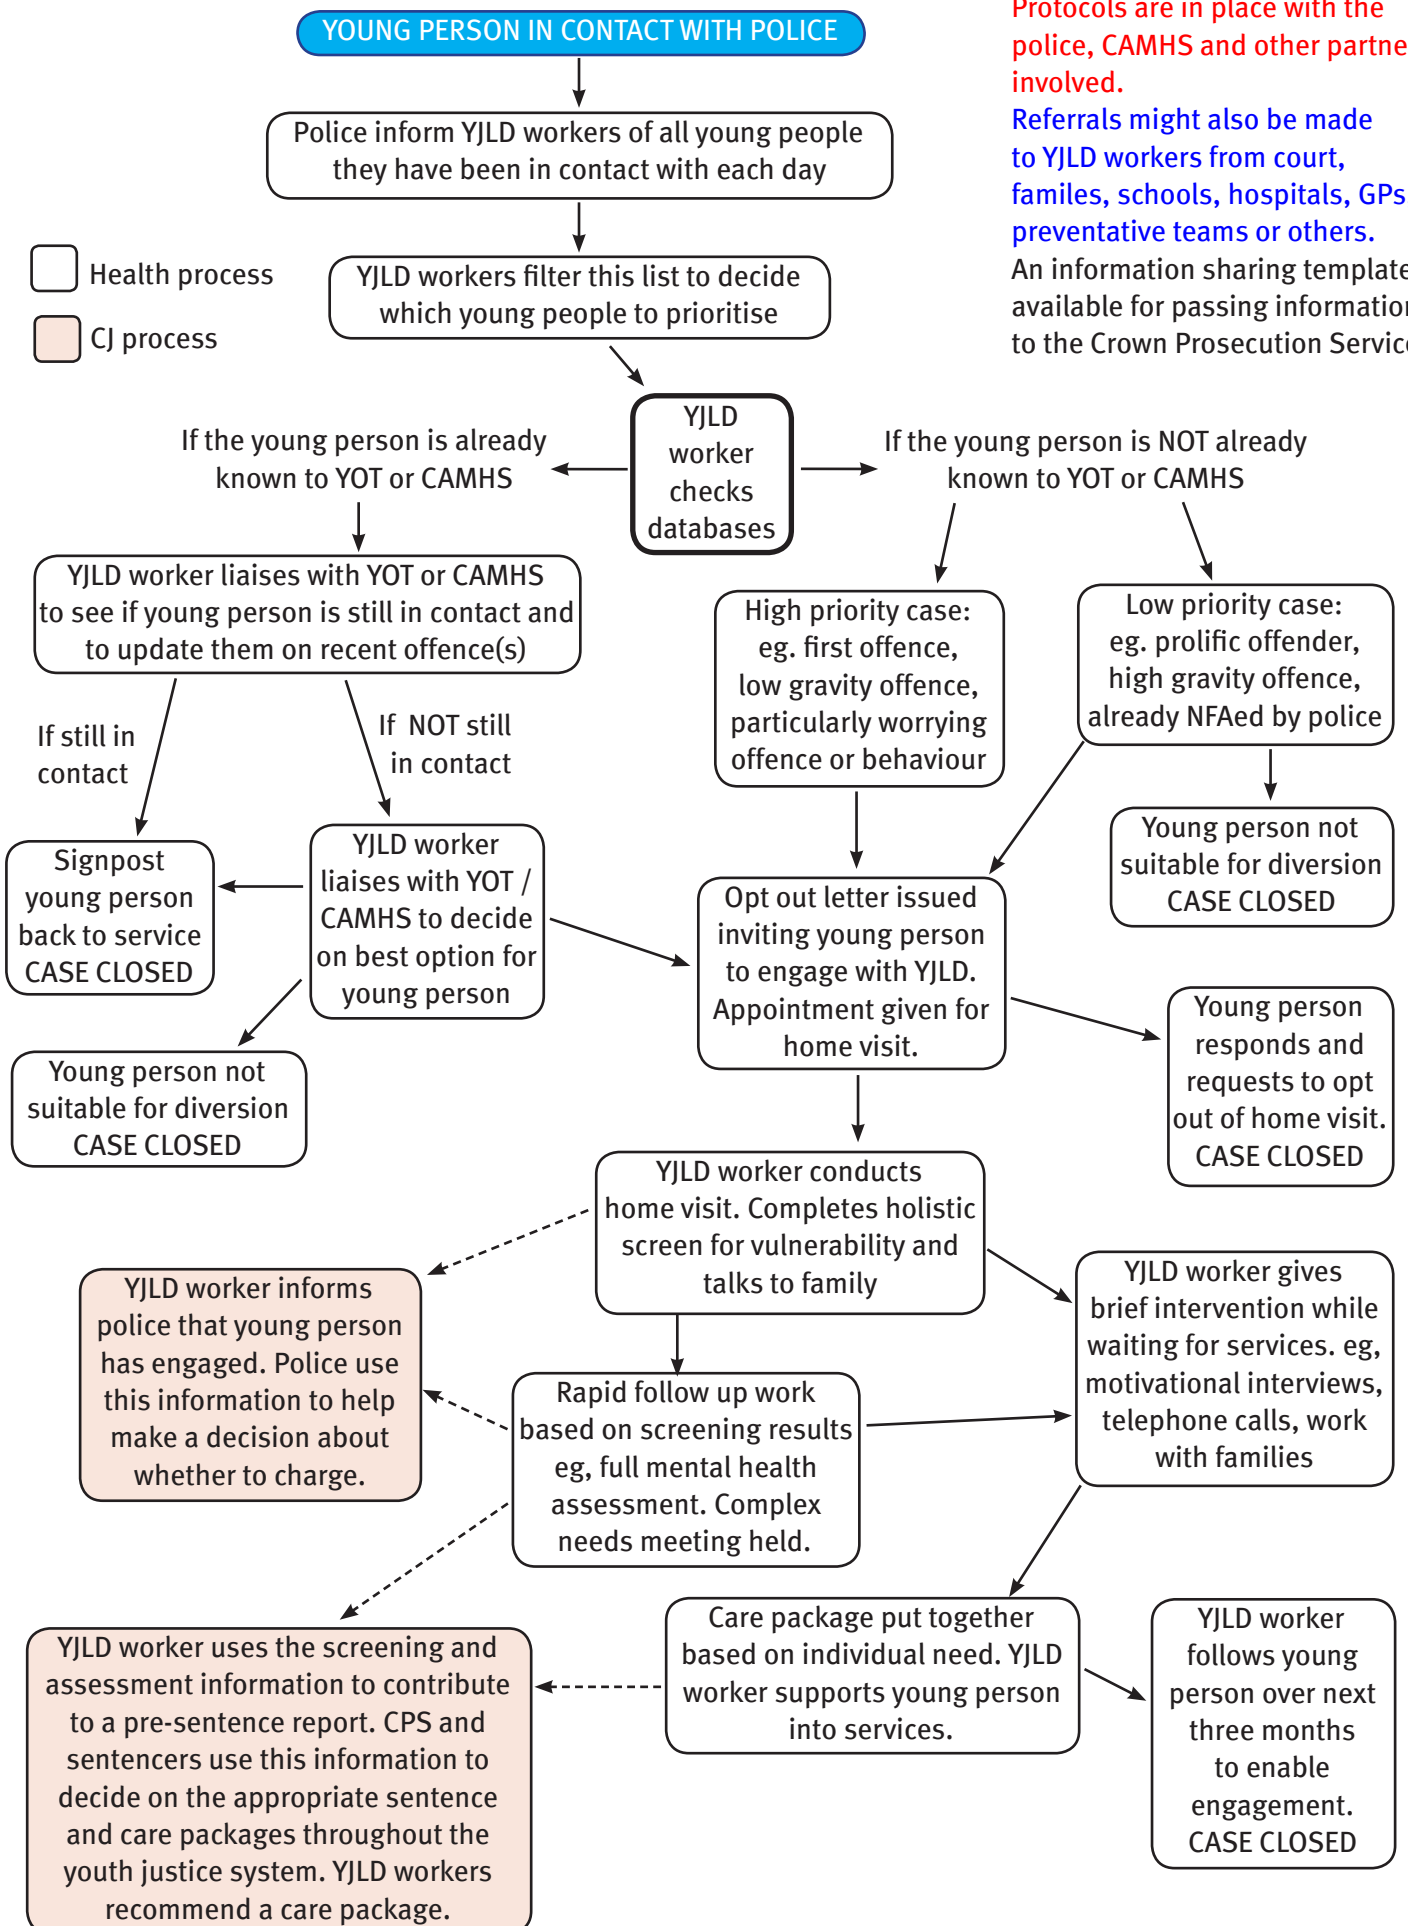 YOUNG PERSON IN CONTACT WITH POLICE
Protocols are in place with the
police, CAMHS and other partne
involved.
Referrals might also be made
to YJLD workers from court,
familes, schools, hospitals, GPs
preventative teams or others.
An information sharing template
available for passing information
to the Crown Prosecution Service
Police inform YJLD workers of all young people
they have been in contact with each day
Health process
CJ process
YJLD workers filter this list to decide
which young people to prioritise
YJLD
worker
checks
databases
If the young person is already
known to YOT or CAMHS
If the young person is NOT already
known to YOT or CAMHS
YJLD worker liaises with YOT or CAMHS
to see if young person is still in contact and
to update them on recent offence(s)
High priority case:
eg. first offence,
low gravity offence,
particularly worrying
offence or behaviour
Low priority case:
eg. prolific offender,
high gravity offence,
already NFAed by police
If still in
contact
If NOT still
in contact
Signpost
young person
back to service
CASE CLOSED
YJLD worker
liaises with YOT /
CAMHS to decide
on best option for
young person
Young person not
suitable for diversion
CASE CLOSED
Opt out letter issued
inviting young person
to engage with YJLD.
Appointment given for
home visit.
Young person
responds and
requests to opt
out of home visit.
CASE CLOSED
Young person not
suitable for diversion
CASE CLOSED
YJLD worker conducts
home visit. Completes holistic
screen for vulnerability and
talks to family
YJLD worker informs
police that young person
has engaged. Police use
this information to help
make a decision about
whether to charge.
YJLD worker gives
brief intervention while
waiting for services. eg,
motivational interviews,
telephone calls, work
with families
Rapid follow up work
based on screening results
eg, full mental health
assessment. Complex
needs meeting held.
YJLD worker uses the screening and
assessment information to contribute
to a pre-sentence report. CPS and
sentencers use this information to
decide on the appropriate sentence
and care packages throughout the
youth justice system. YJLD workers
recommend a care package.
Care package put together
based on individual need. YJLD
worker supports young person
into services.
YJLD worker
follows young
person over next
three months
to enable
engagement.
CASE CLOSED